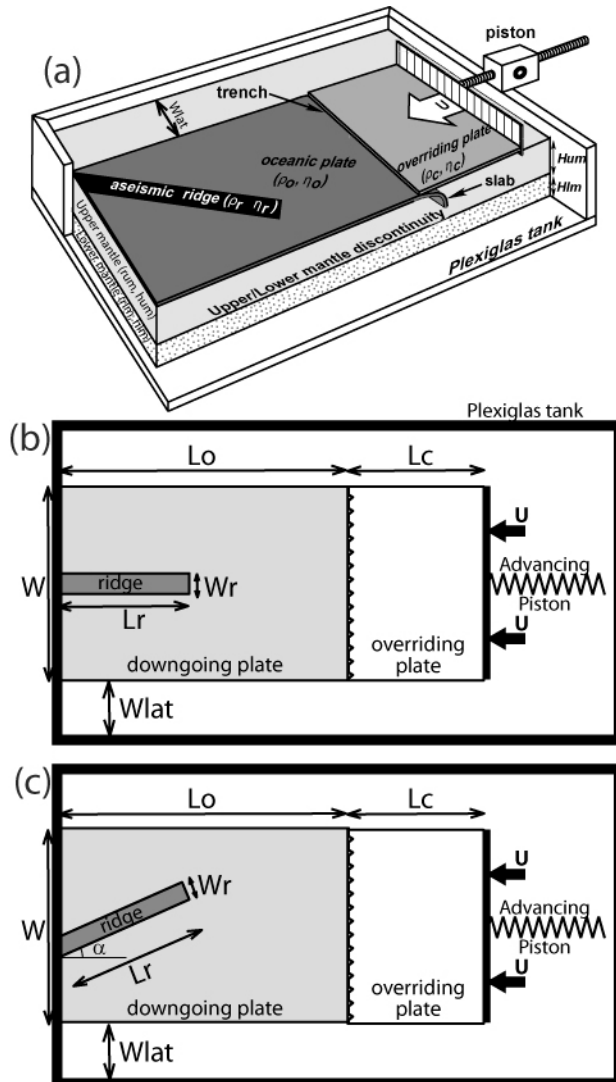 (a)
piston
trench
Wlat
U
overriding plate
(ρc, ηc)
oceanic plate
(ρo, ηo)
aseismic ridge (ρr ηr)
slab
Hum
Hlm
Upper mantle (rum, hum)
Lower mantle (rlm, hlm)
Upper/Lower mantle discontinuity
Plexiglas tank
Plexiglas tank
(b)
Lo
Lc
W
ridge
Wr
Lr
U
Advancing
Piston
U
downgoing plate
overriding
plate
Wlat
(c)
Lo
Lc
W
ridge
Wr
α
Lr
U
Advancing
Piston
U
downgoing plate
overriding
plate
Wlat